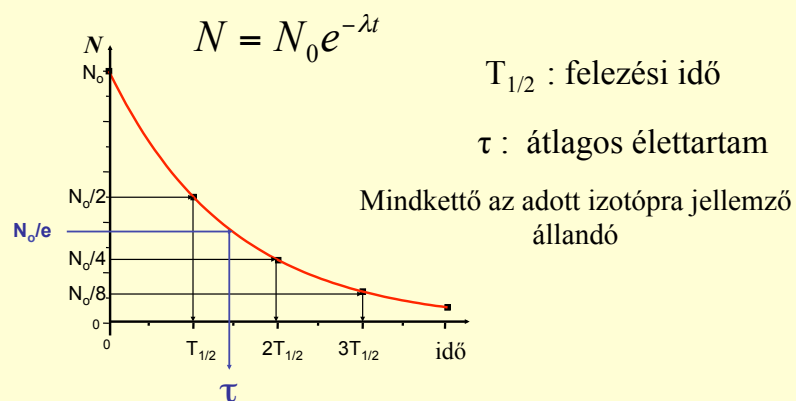 N = N₀e^{-λt}
N
N₀
N₀/2
N₀/e
N₀/4
N₀/8
0
0
T₁/₂
2T₁/₂
3T₁/₂
idő
τ
T₁/₂ : felezési idő
τ : átlagos élettartam
Mindkettő az adott izotópra jellemző
állandó